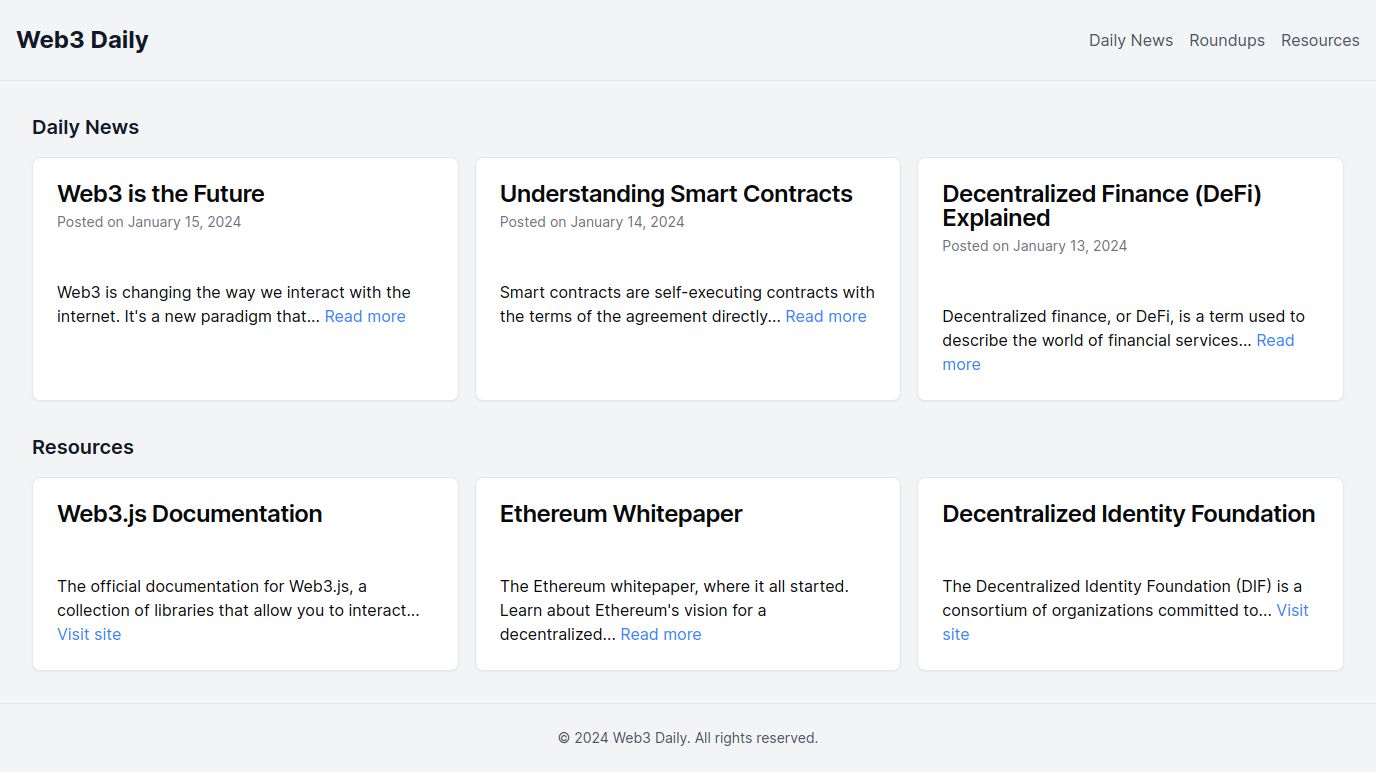 Web3 Daily
Daily News Roundups Resources
Daily News
Web3 is the Future
Posted on January 15, 2024
Web3 is changing the way we interact with the
internet. It's a new paradigm that... Read more
Understanding Smart Contracts
Posted on January 14, 2024
Smart contracts are self-executing contracts with
the terms of the agreement directly... Read more
Decentralized Finance (DeFi)
Explained
Posted on January 13, 2024
Decentralized finance, or DeFi, is a term used to
describe the world of financial services... Read
more
Resources
Web3.js Documentation
The official documentation for Web3.js, a
collection of libraries that allow you to interact...
Visit site
Ethereum Whitepaper
The Ethereum whitepaper, where it all started.
Learn about Ethereum's vision for a
decentralized... Read more
Decentralized Identity Foundation
The Decentralized Identity Foundation (DIF) is a
consortium of organizations committed to... Visit
site
© 2024 Web3 Daily. All rights reserved.